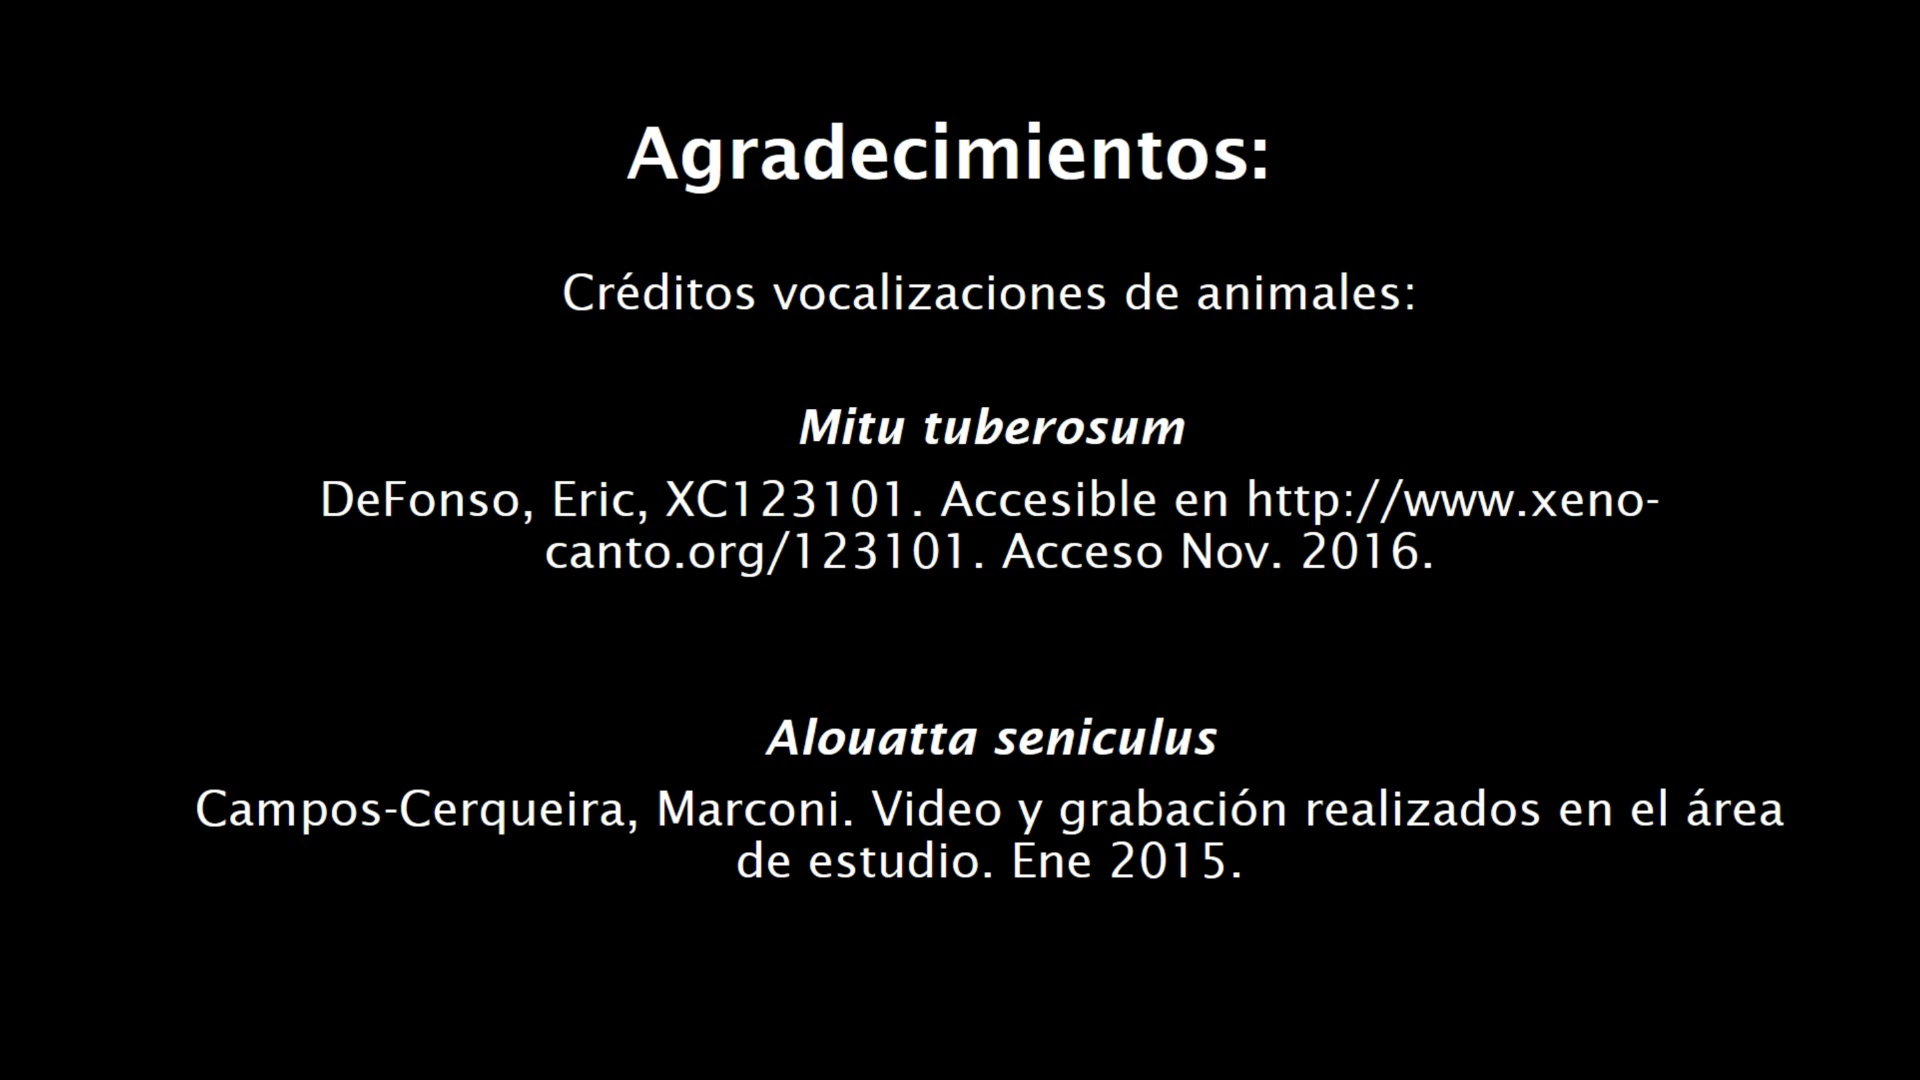 Agradecimientos:
Créditos vocalizaciones de animales:
Mitu tuberosum
DeFonso, Eric, XC123101. Accesible en http://www.xeno-
canto.org/123101. Acceso Nov. 2016.
Alouatta seniculus
Campos-Cerqueira, Marconi. Video y grabación realizados en el área
de estudio. Ene 2015.